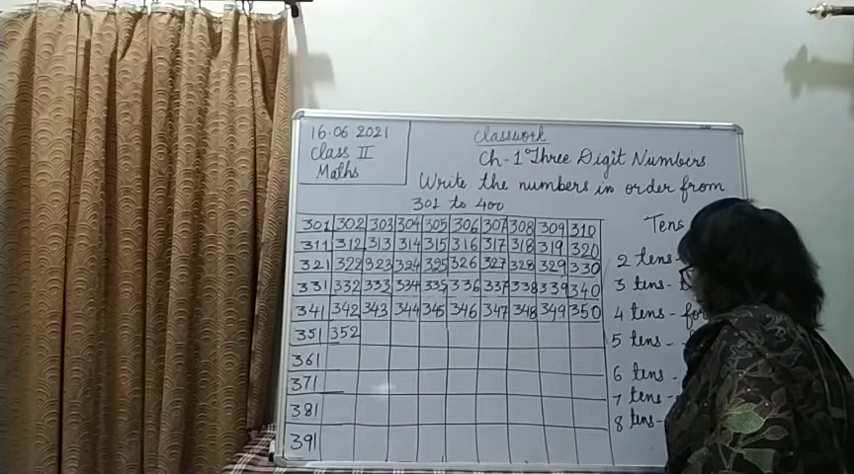 16.06 2021
Class II
Maths
Classwork
Ch-1 Three Digit Numbers
Write the numbers in order from
301 to 400
301 302 303 304 305 306 307 308 309 310
311 312 313 314 315 316 317 318 319 320
321 322 323 324 325 326 327 328 329 330
331 332 333 334 335 336 337 338 339 340
341 342 343 344 345 346 347 348 349 350
351 352
361
371
381
391
Tens
2 tens-
3 tens-
4 tens-
5 tens-
6 tens-
7 tens-
8 tens-